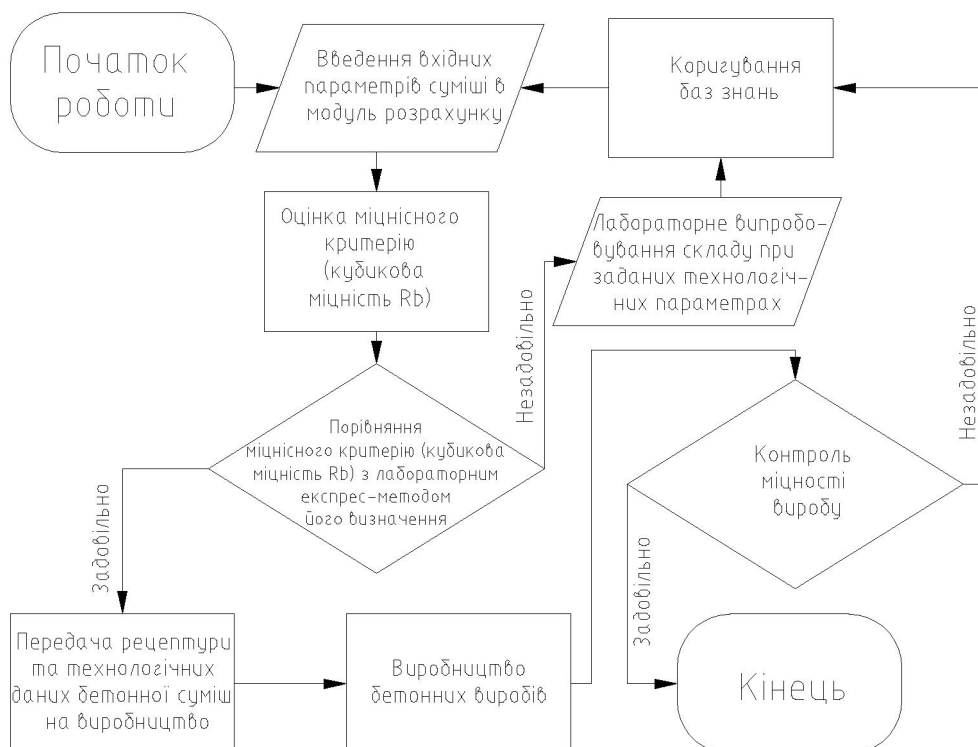 Початок
роботи
Введення вхідних
параметрів суміші в
модуль розрахунку
Коригування
баз знань
Оцінка міцнісного
критерію
(кубикова
міцність Rb)
Лабораторне випробо-
вування складу при
заданих технологіч-
них параметрах
Незадовільно
Незадовільно
Порівняння
міцнісного критерію (кубикова
міцність Rb) з лабораторним
експрес-методом
його визначення
Контроль
міцності
виробу
Задовільно
Задовільно
Передача рецептури
та технологічних
даних бетонної суміш
на виробництво
Виробництво
бетонних виробів
Кінець